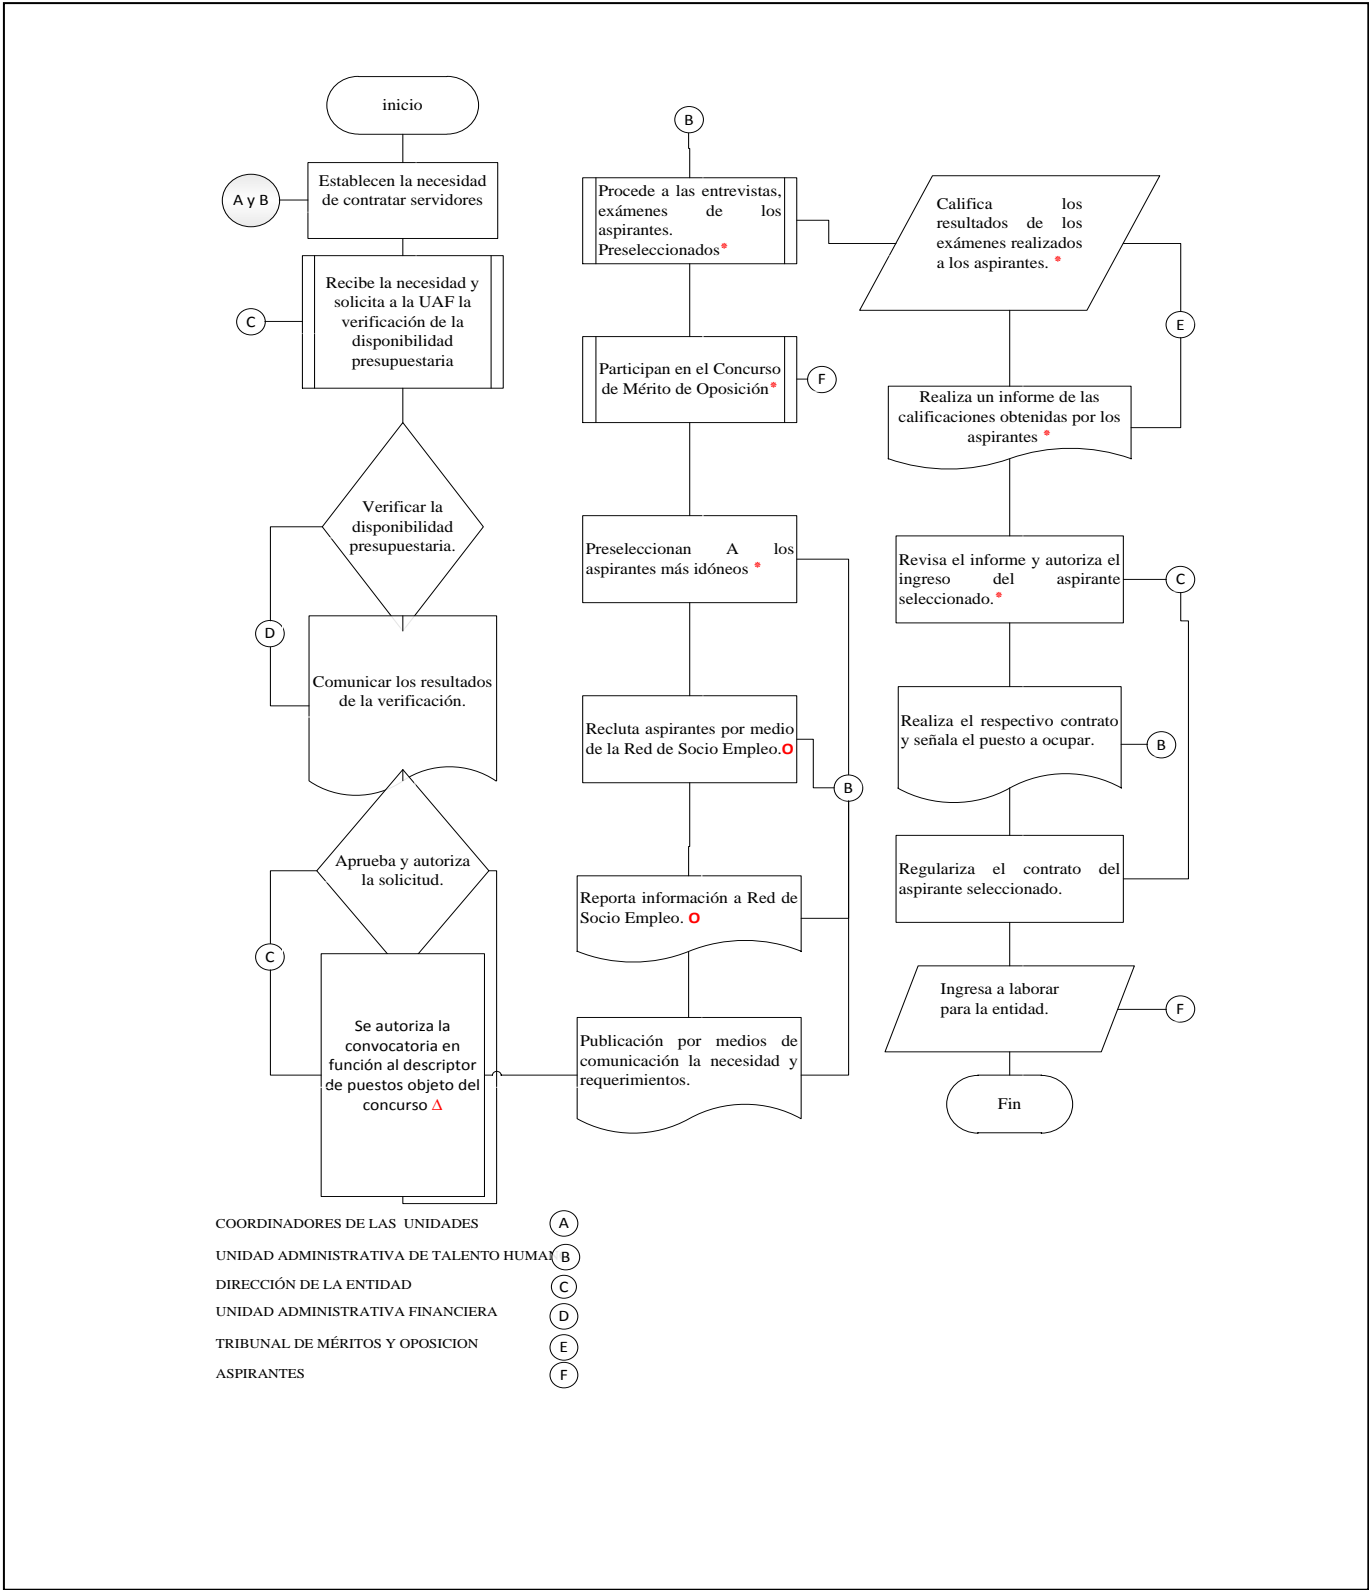 inicio
A y B
Establecen la necesidad
de contratar servidores
C
Recibe la necesidad y
solicita a la UAF la
verificación de la
disponibilidad
presupuestaria
Verificar la
disponibilidad
presupuestaria.
D
Comunicar los resultados
de la verificación.
Aprueba y autoriza
la solicitud.
C
Se autoriza la
convocatoria en
función al descriptor
de puestos objeto del
concurso Δ
B
Procede a las entrevistas,
exámenes de los
aspirantes.
Preseleccionados*
Participan en el Concurso
de Mérito de Oposición*
F
Preseleccionan A los
aspirantes más idóneos *
Recluta aspirantes por medio
de la Red de Socio Empleo.O
B
Reporta información a Red de
Socio Empleo. O
Publicación por medios de
comunicación la necesidad y
requerimientos.
Califica los
resultados de los
exámenes realizados
a los aspirantes. *
E
Realiza un informe de las
calificaciones obtenidas por los
aspirantes *
Revisa el informe y autoriza el
ingreso del aspirante
seleccionado.*
C
Realiza el respectivo contrato
y señala el puesto a ocupar.
B
Regulariza el contrato del
aspirante seleccionado.
Ingresa a laborar
para la entidad.
F
Fin
COORDINADORES DE LAS UNIDADES A
UNIDAD ADMINISTRATIVA DE TALENTO HUMAN B
DIRECCIÓN DE LA ENTIDAD C
UNIDAD ADMINISTRATIVA FINANCIERA D
TRIBUNAL DE MÉRITOS Y OPOSICION E
ASPIRANTES F